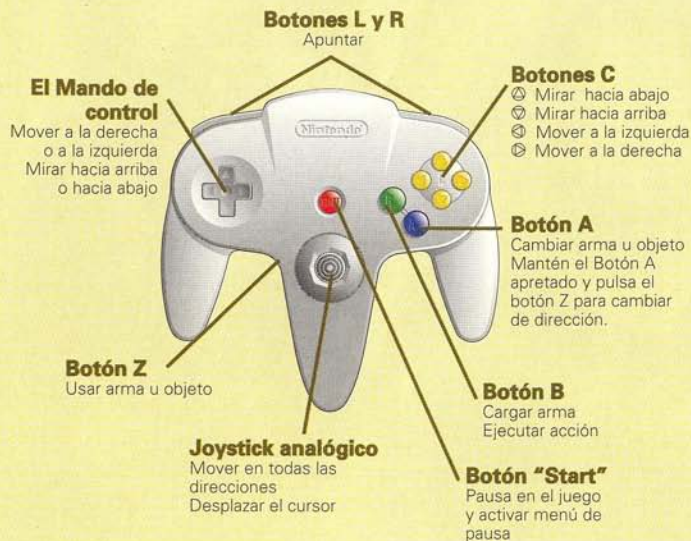 Botones L y R
Apuntar
El Mando de
control
Mover a la derecha
o a la izquierda
Mirar hacia arriba
o hacia abajo
Nintendo
Botones C
Mirar hacia abajo
Mirar hacia arriba
Mover a la izquierda
Mover a la derecha
Botón A
Cambiar arma u objeto
Mantén el Botón A
apretado y pulsa el
botón Z para cambiar
de dirección.
Botón Z
Usar arma u objeto
Botón B
Cargar arma
Ejecutar acción
Joystick analógico
Mover en todas las
direcciones
Desplazar el cursor
Botón “Start”
Pausa en el juego
y activar menú de
pausa